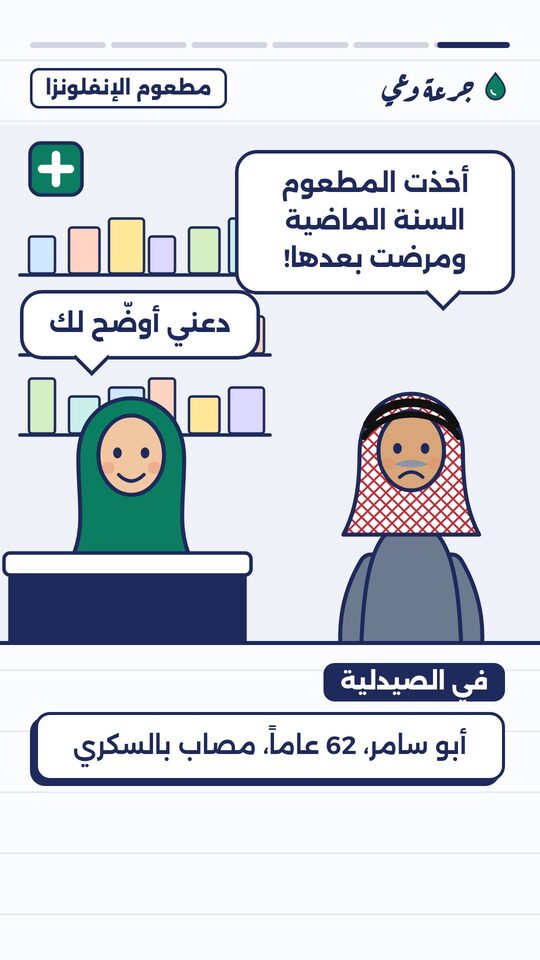 جرعة وعي
مطعوم الإنفلونزا
أخذت المطعوم
السنة الماضية
ومرضت بعدها!
دعني أوضّح لك
في الصيدلية
أبو سامر، 62 عاماً، مصاب بالسكري